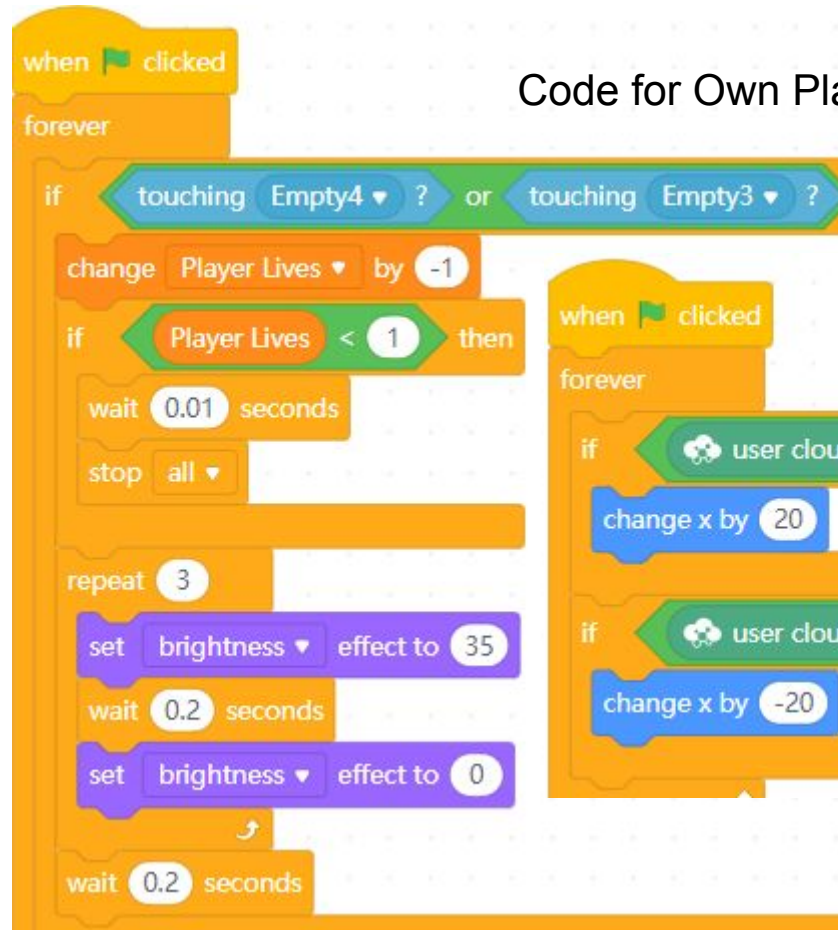 Code for Own Pla
when clicked
forever
if touching Empty4 ? or touching Empty3 ?
change Player Lives by -1
if Player Lives < 1 then
wait 0.01 seconds
stop all
repeat 3
set brightness effect to 35
wait 0.2 seconds
set brightness effect to 0
wait 0.2 seconds
when clicked
forever
if user clou
change x by 20
if user clou
change x by -20